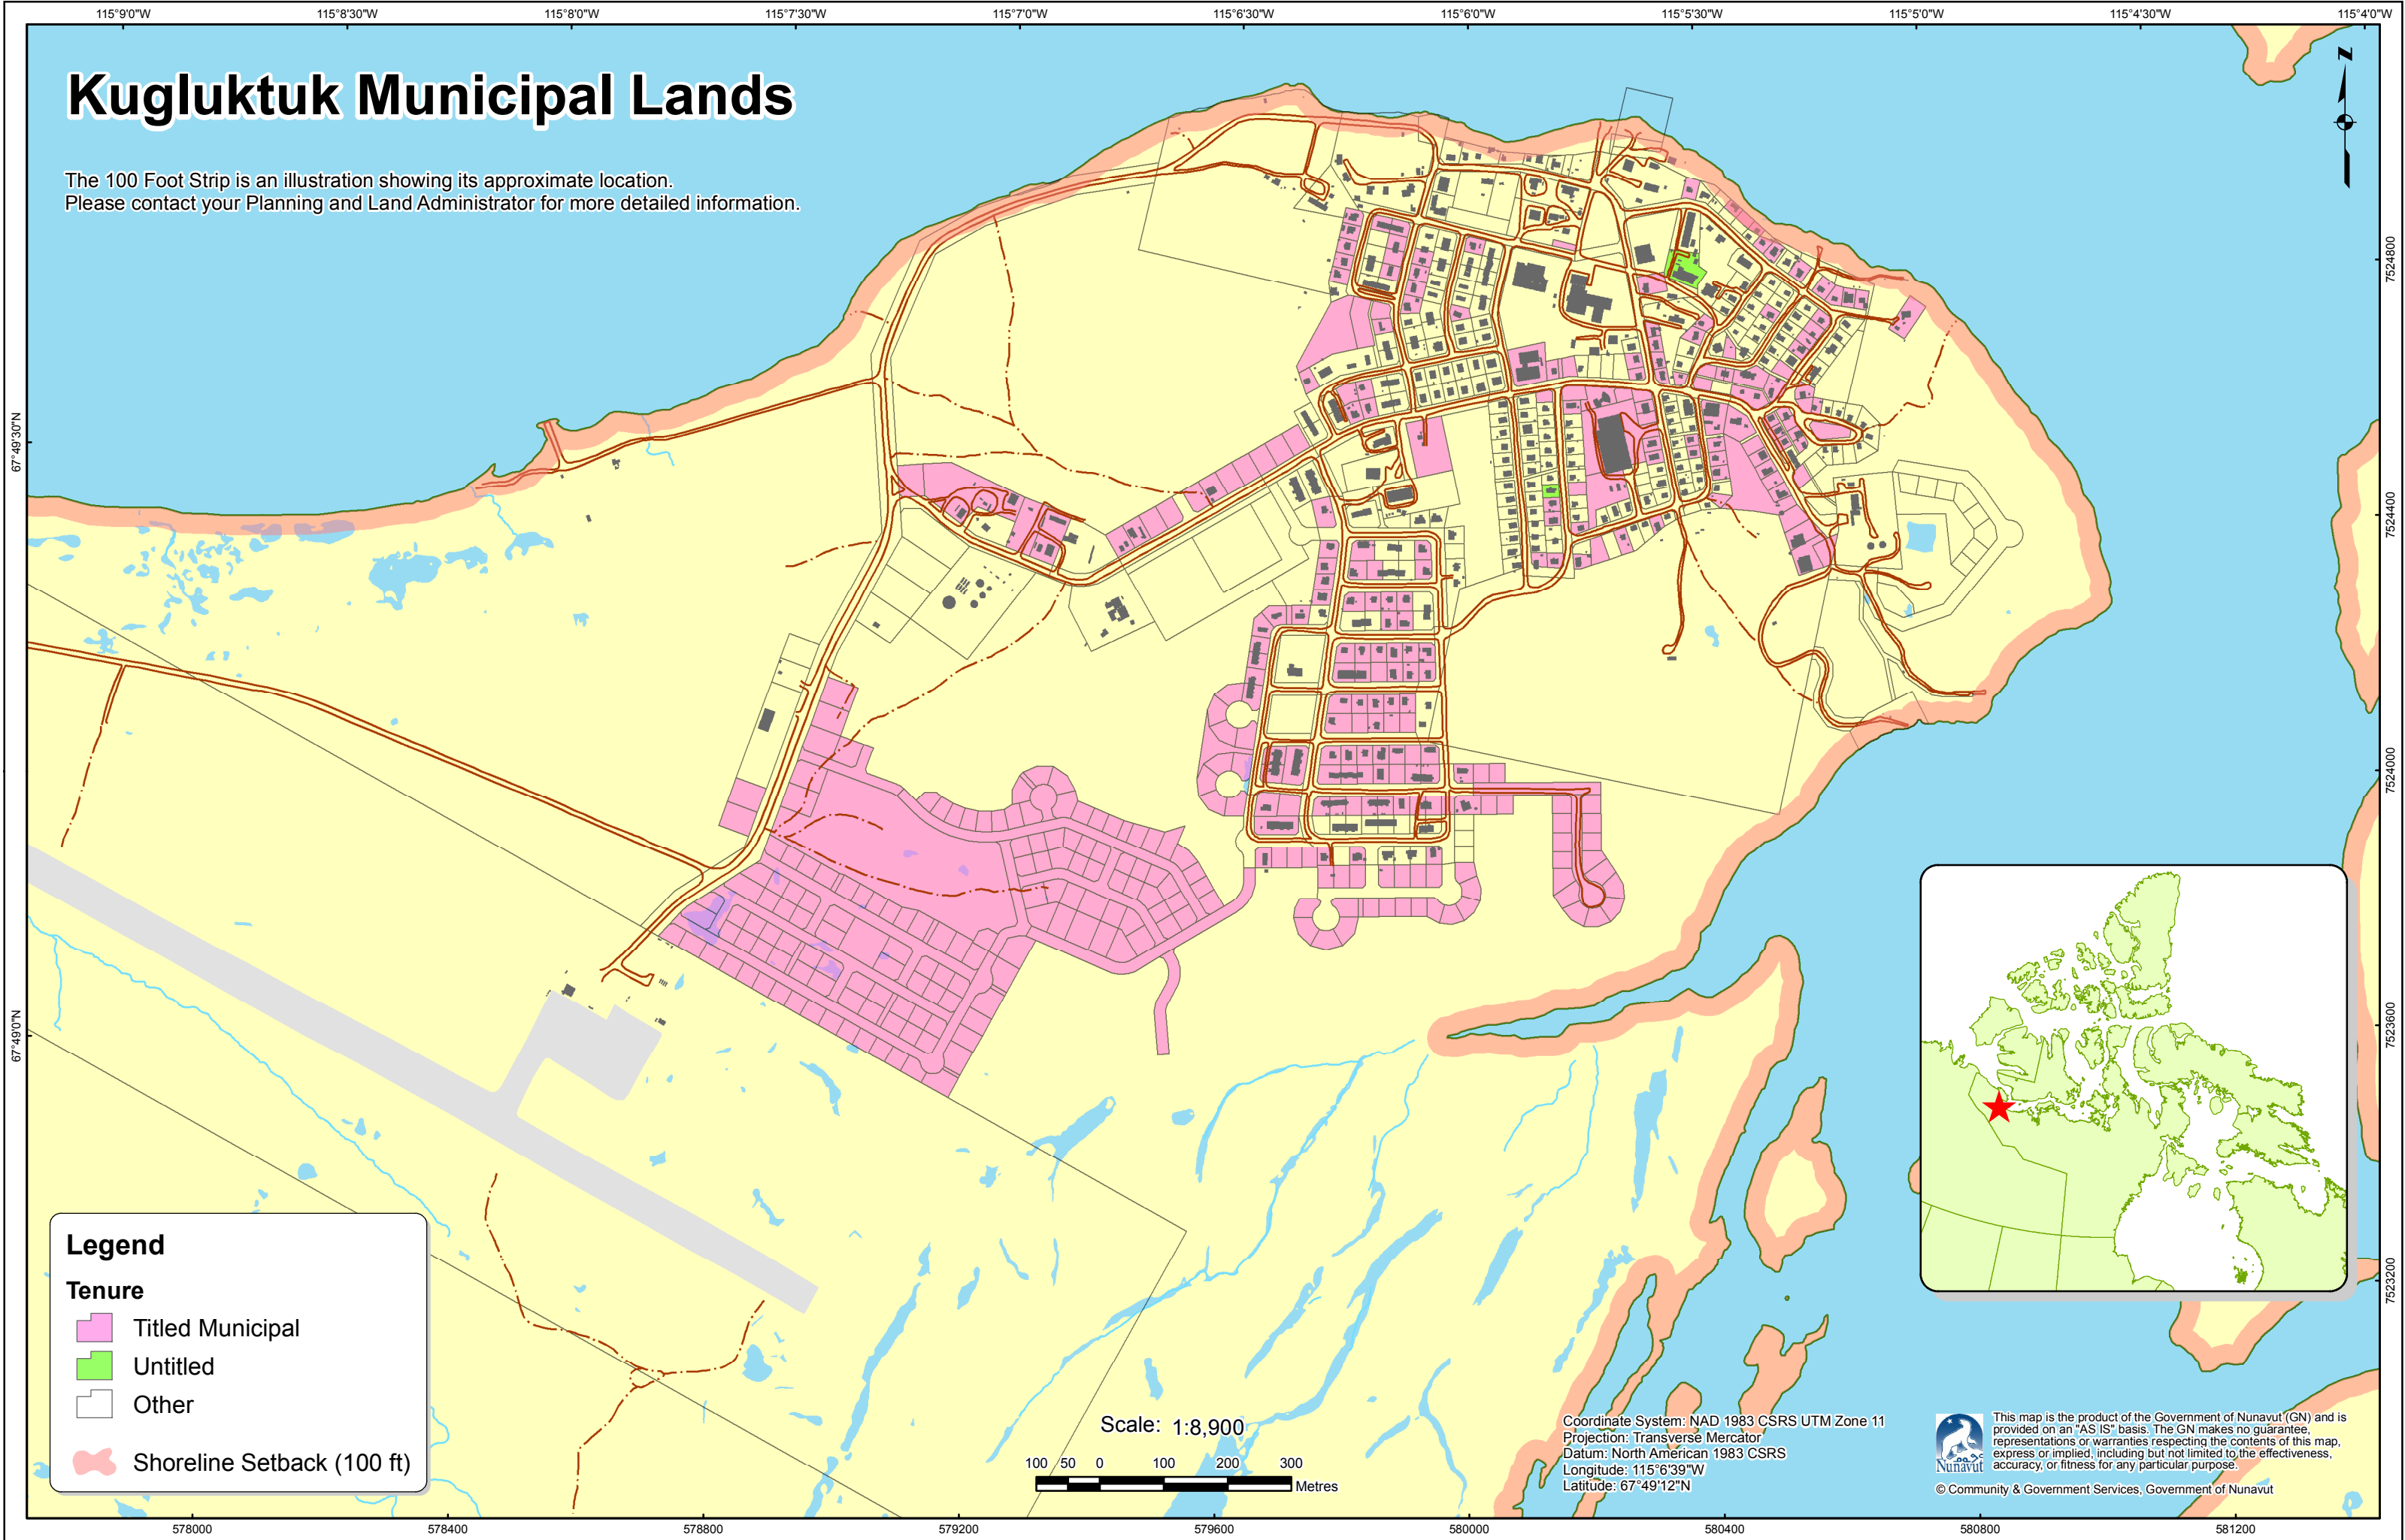 115°9'0"W 115°8'30"W 115°8'0"W 115°7'30"W 115°7'0"W 115°6'30"W 115°6'0"W 115°5'30"W 115°5'0"W 115°4'30"W 115°4'0"W
Kugluktuk Municipal Lands
The 100 Foot Strip is an illustration showing its approximate location.
Please contact your Planning and Land Administrator for more detailed information.
N
67°49'30"N
67°49'0"N
7524800
7524400
7524000
7523600
7523200
Legend
Tenure
Titled Municipal
Untitled
Other
Shoreline Setback (100 ft)
Scale: 1:8,900
100 50 0 100 200 300
Metres
Coordinate System: NAD 1983 CSRS UTM Zone 11
Projection: Transverse Mercator
Datum: North American 1983 CSRS
Longitude: 115°6'39"W
Latitude: 67°49'12"N
Nunavut
This map is the product of the Government of Nunavut (GN) and is
provided on an "AS IS" basis. The GN makes no guarantee,
representations or warranties respecting the contents of this map,
express or implied, including but not limited to the effectiveness,
accuracy, or fitness for any particular purpose.
© Community & Government Services, Government of Nunavut
578000 578400 578800 579200 579600 580000 580400 580800 581200